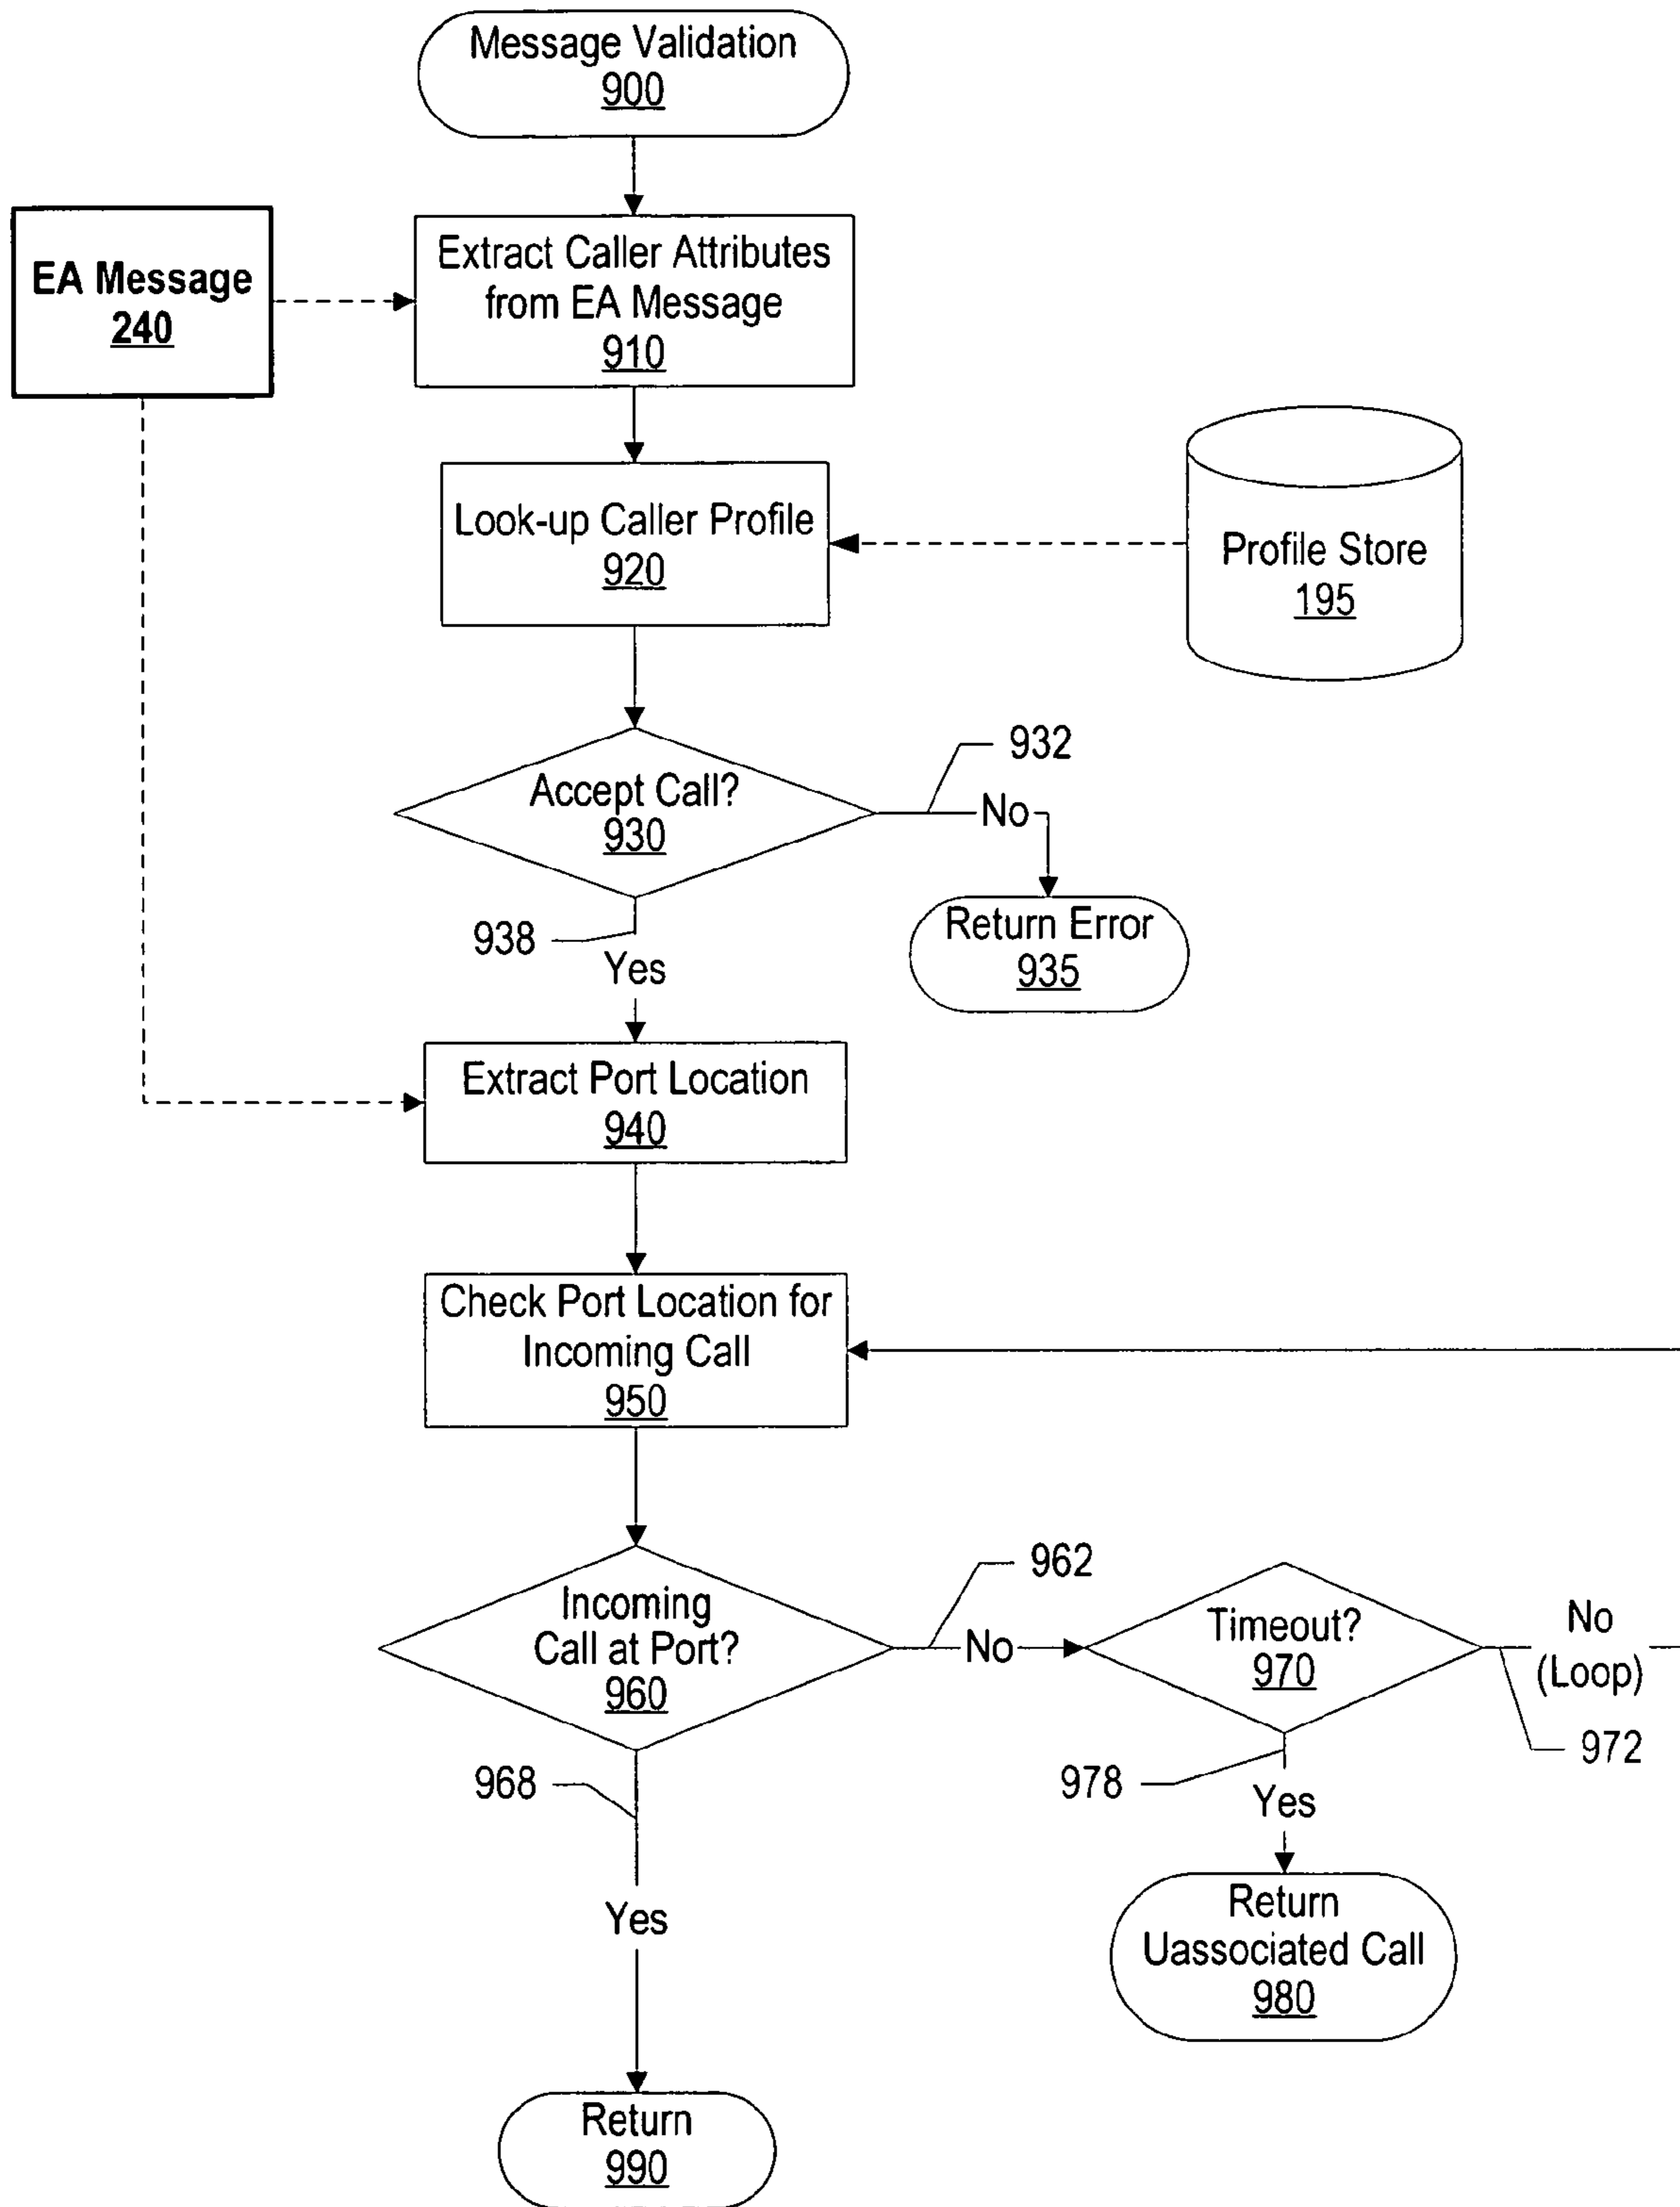 Message Validation
900
EA Message
240
Extract Caller Attributes
from EA Message
910
Look-up Caller Profile
920
Profile Store
195
932
Accept Call?
930
No
938
Yes
Return Error
935
Extract Port Location
940
Check Port Location for
Incoming Call
950
962
Incoming
Call at Port?
960
No
Timeout?
970
No
(Loop)
972
968
978
Yes
Yes
Return
Uassociated Call
980
Return
990